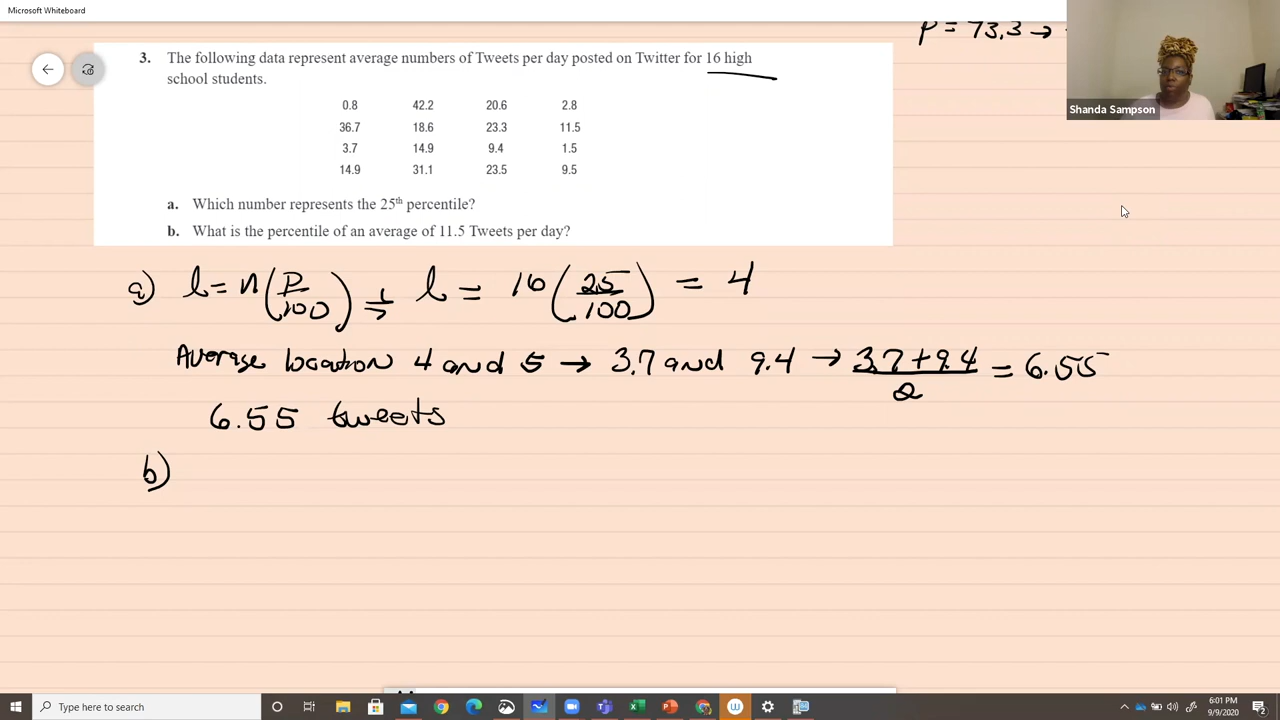 Microsoft Whiteboard
P = 73.3 →
3. The following data represent average numbers of Tweets per day posted on Twitter for 16 high
school students.
0.8 42.2 20.6 2.8
36.7 18.6 23.3 11.5
3.7 14.9 9.4 1.5
14.9 31.1 23.5 9.5
a. Which number represents the 25th percentile?
b. What is the percentile of an average of 11.5 Tweets per day?
Shanda Sampson
a) l = n(P/100) ; l = 16(25/100) = 4
Average location 4 and 5 → 3.7 and 9.4 → 3.7+9.4/2 = 6.55
6.55 tweets
b)
Type here to search
6:01 PM
9/9/2020
2